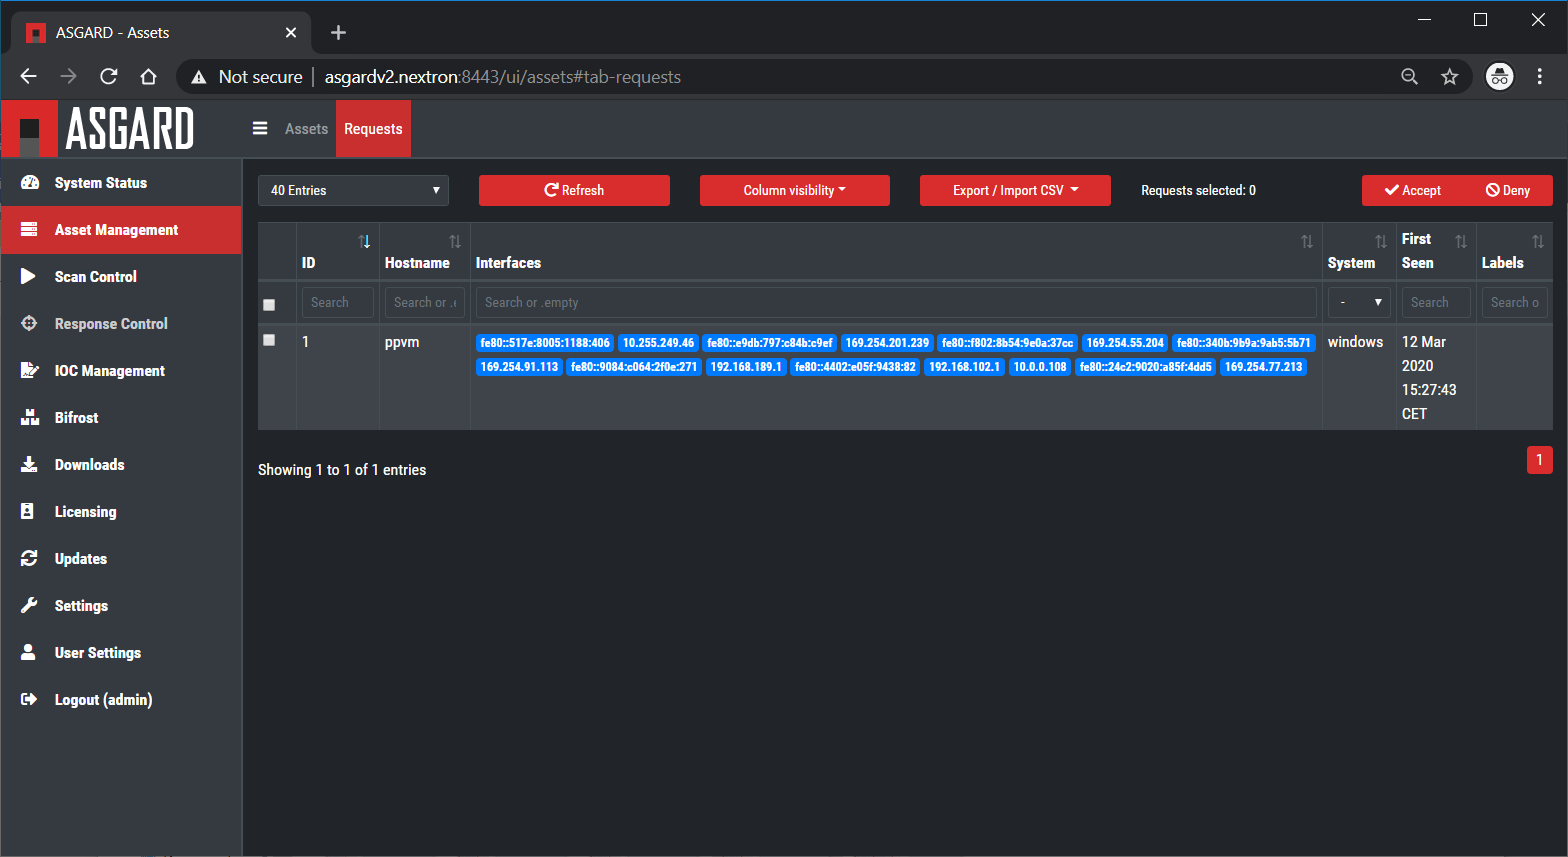 ASGARD - Assets
Not secure | asgardv2.nextron:8443/ui/assets#tab-requests
ASGARD
Assets Requests
System Status
Asset Management
Scan Control
Response Control
IOC Management
Bifrost
Downloads
Licensing
Updates
Settings
User Settings
Logout (admin)
40 Entries Refresh Column visibility Export / Import CSV Requests selected: 0 Accept Deny
ID Hostname Interfaces System First Seen Labels
Search Search or .e Search or .empty - Search Search o
1 ppvm fe80::517e:8005:1188:406 10.255.249.46 fe80::e9db:797:c84b:c9ef 169.254.201.239 fe80::f802:8b54:9e0a:37cc 169.254.55.204 fe80::340b:9b9a:9ab5:5b71 windows 12 Mar
169.254.91.113 fe80::9084:c064:2f0e:271 192.168.189.1 fe80::4402:e05f:9438:82 192.168.102.1 10.0.0.108 fe80::24c2:9020:a85f:4dd5 169.254.77.213 2020
15:27:43
CET
Showing 1 to 1 of 1 entries
1